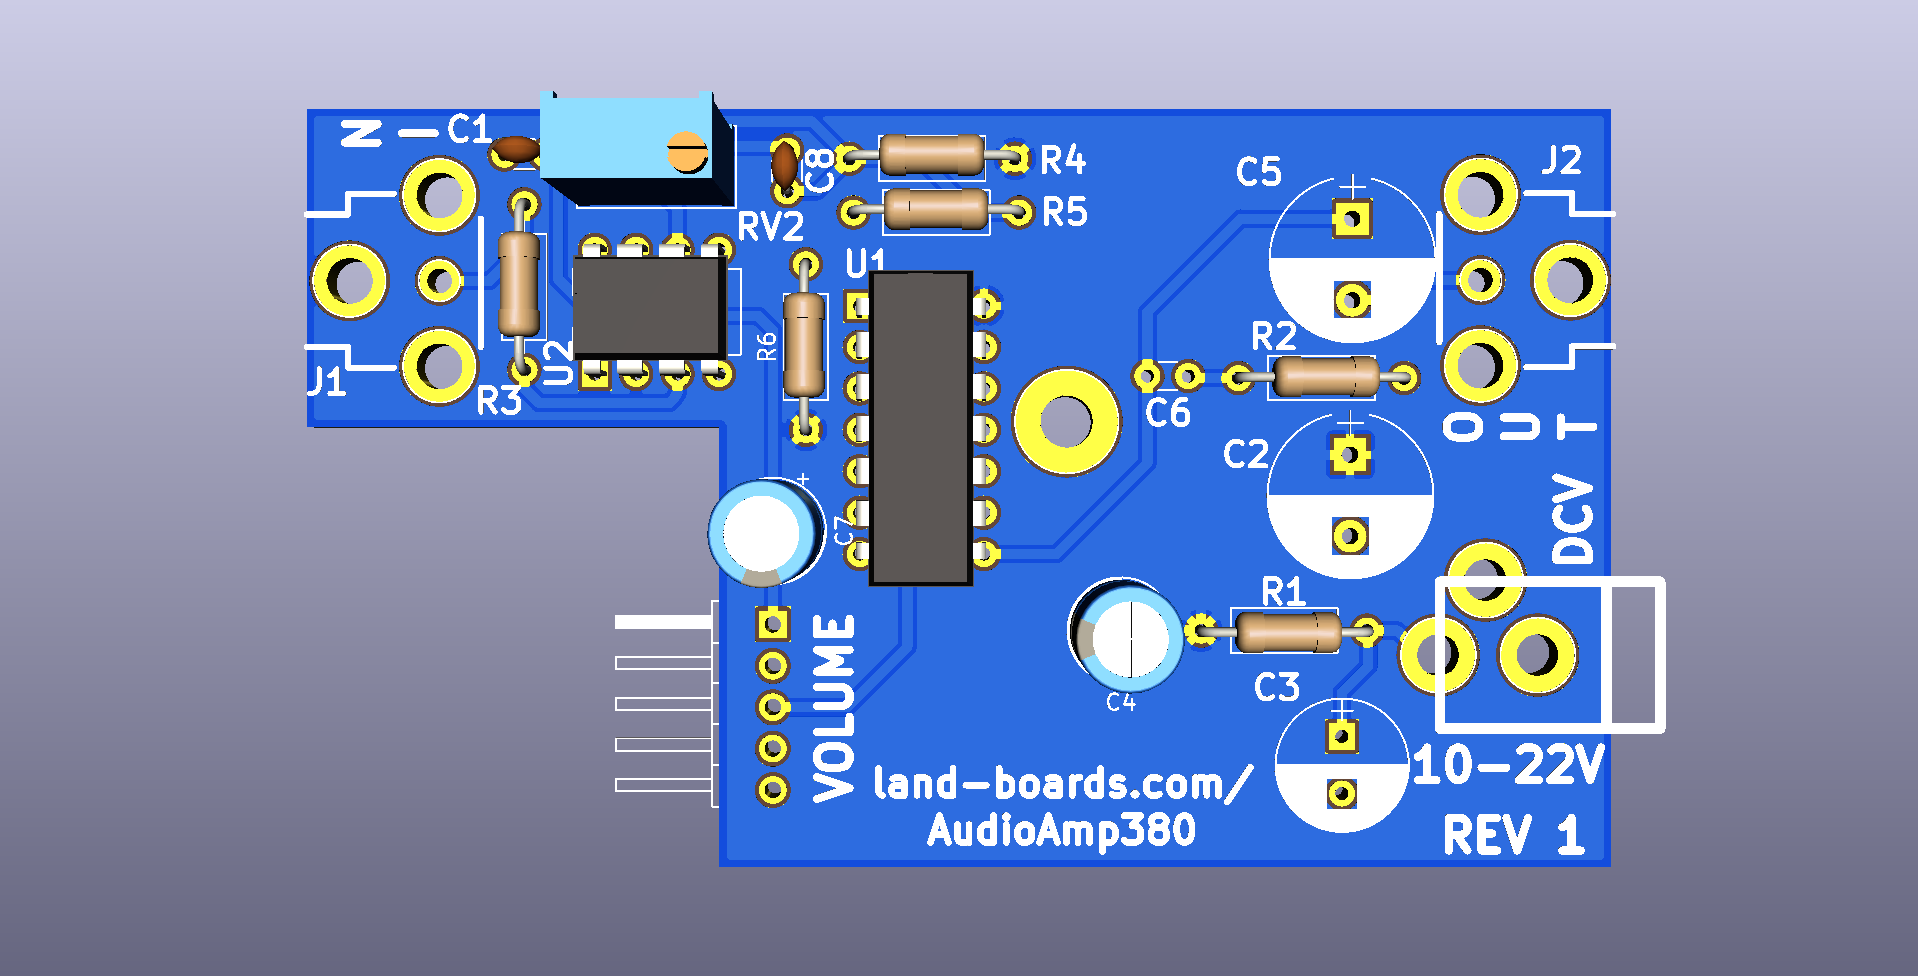 IN
C1
C8
R4
R5
RV2
C5
J2
U1
R2
R6
U2
J1
R3
C6
C2
OUT
DCV
C7
R1
VOLUME
C3
C4
10-22V
land-boards.com/
AudioAmp380
REV 1